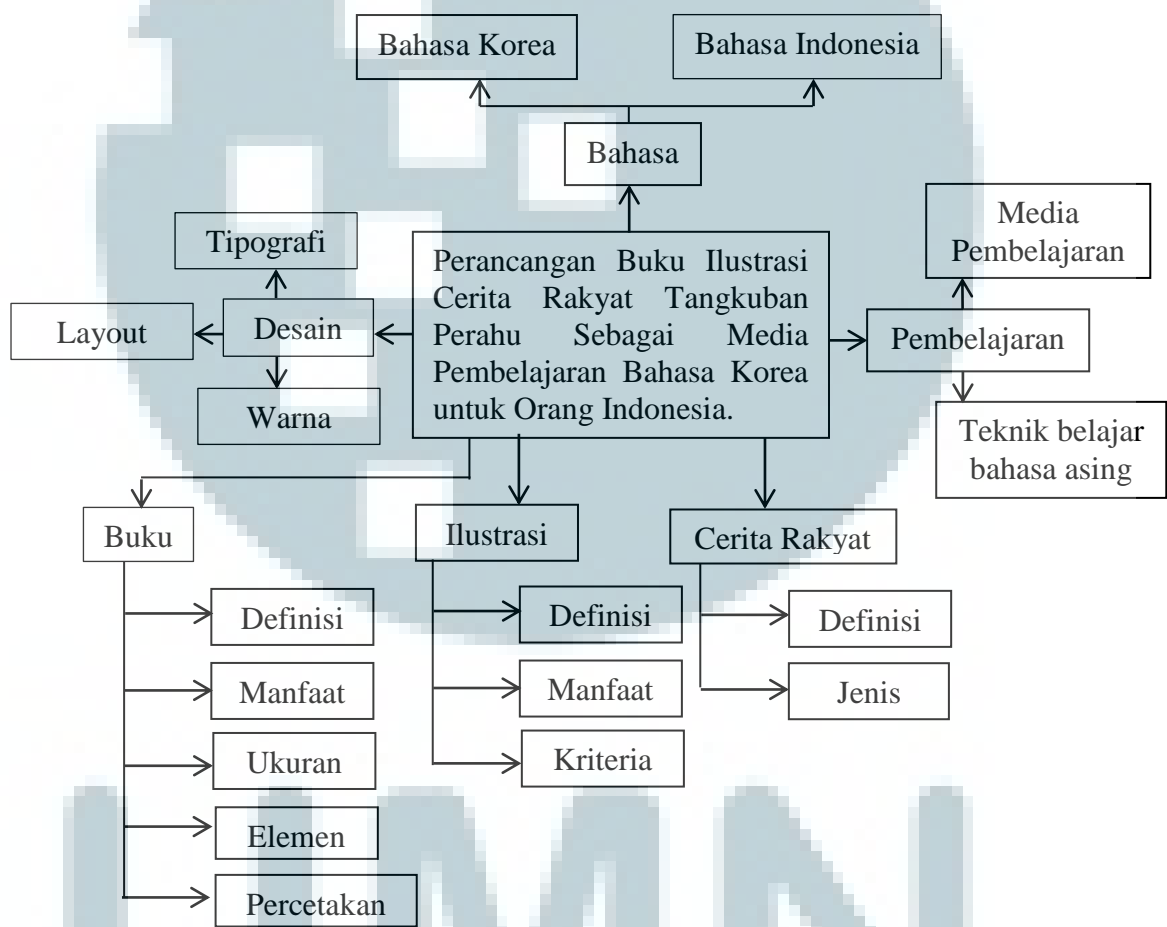 Bahasa Korea
Bahasa Indonesia
Bahasa
Media
Pembelajaran
Tipografi
Perancangan Buku Ilustrasi
Cerita Rakyat Tangkuban
Perahu Sebagai Media
Pembelajaran Bahasa Korea
untuk Orang Indonesia.
Layout
Desain
Pembelajaran
Warna
Teknik belajar
bahasa asing
Buku
Ilustrasi
Cerita Rakyat
Definisi
Definisi
Definisi
Manfaat
Manfaat
Jenis
Ukuran
Kriteria
Elemen
Percetakan
UMN